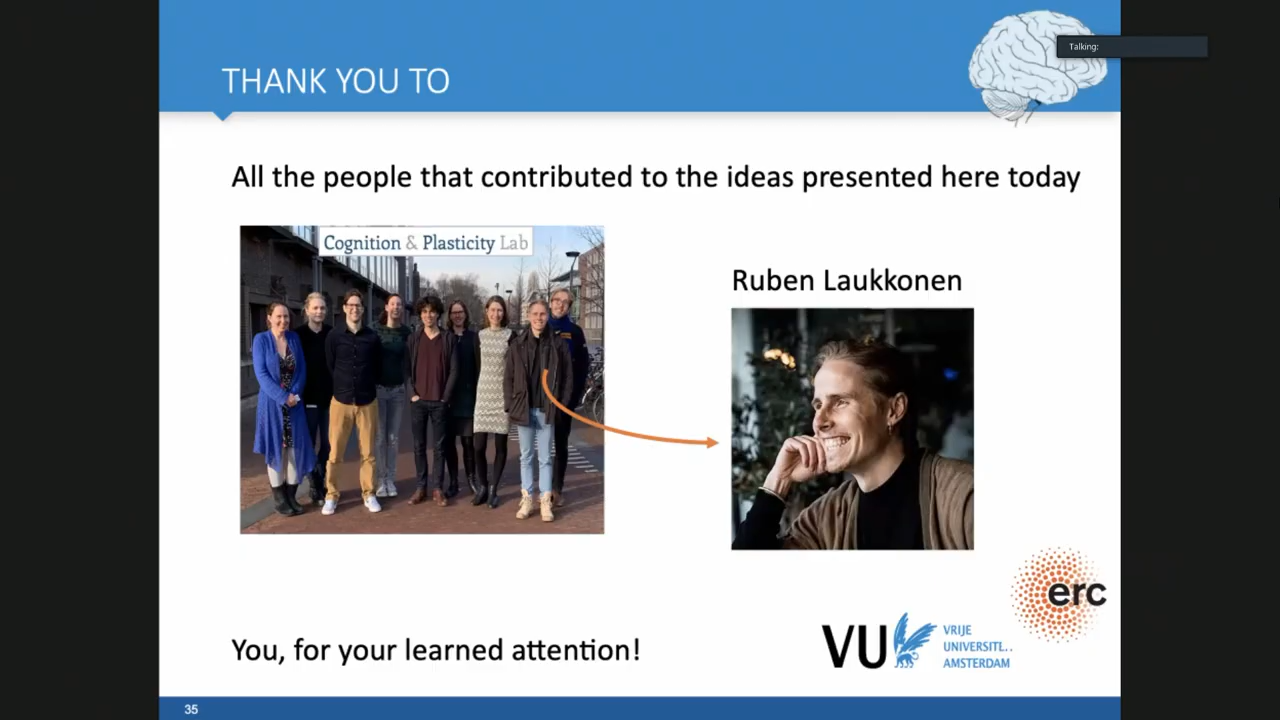 Talking:
THANK YOU TO
All the people that contributed to the ideas presented here today
Cognition & Plasticity Lab
Ruben Laukkonen
erc
You, for your learned attention!
VU
VRIJE
UNIVERSITL..
AMSTERDAM
35